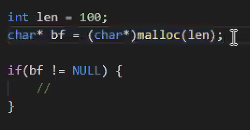 int len = 100;
char* bf = (char*)malloc(len);
if(bf != NULL) {
//
}